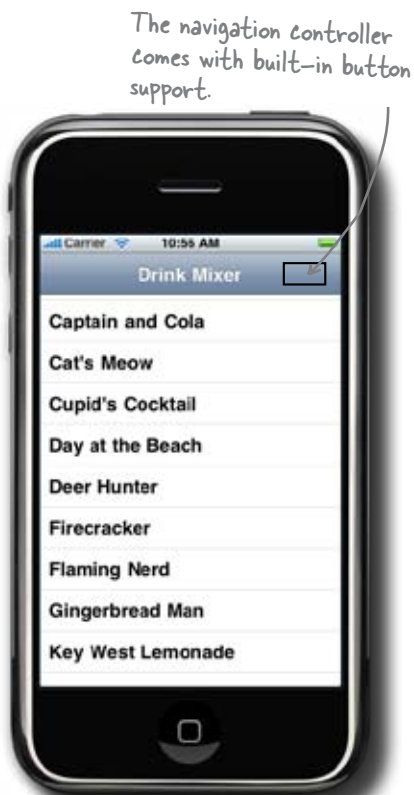 The navigation controller
comes with built-in button
support.
Carrier 10:56 AM
Drink Mixer
Captain and Cola
Cat's Meow
Cupid's Cocktail
Day at the Beach
Deer Hunter
Firecracker
Flaming Nerd
Gingerbread Man
Key West Lemonade